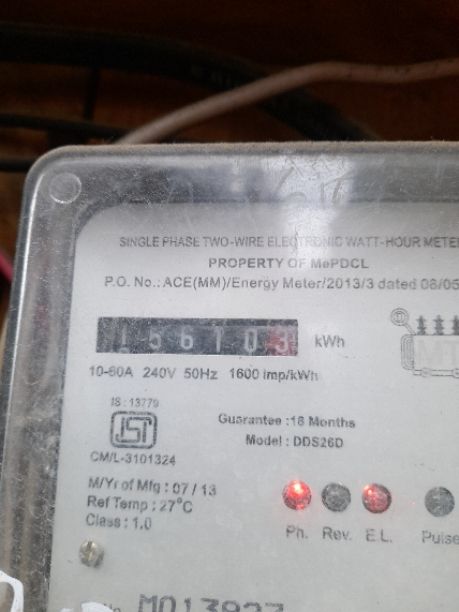 SINGLE PHASE TWO-WIRE ELECTRONIC WATT-HOUR METER
PROPERTY OF MePDCL
P.O. No.: ACE(MM)/Energy Meter/2013/3 dated 08/05
156103 kWh
10-60A 240V 50Hz 1600 imp/kWh
IS : 13779
ISI
CM/L-3101324
Guarantee :18 Months
Model : DDS26D
M/Yr of Mfg : 07 / 13
Ref Temp : 27°C
Class : 1.0
Ph. Rev. E.L. Pulse